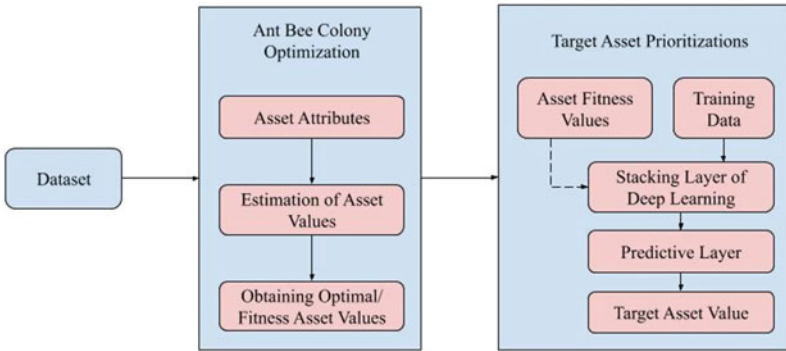 Dataset
Ant Bee Colony
Optimization
Asset Attributes
Estimation of Asset
Values
Obtaining Optimal/
Fitness Asset Values
Target Asset Prioritizations
Asset Fitness
Values
Training
Data
Stacking Layer of
Deep Learning
Predictive Layer
Target Asset Value